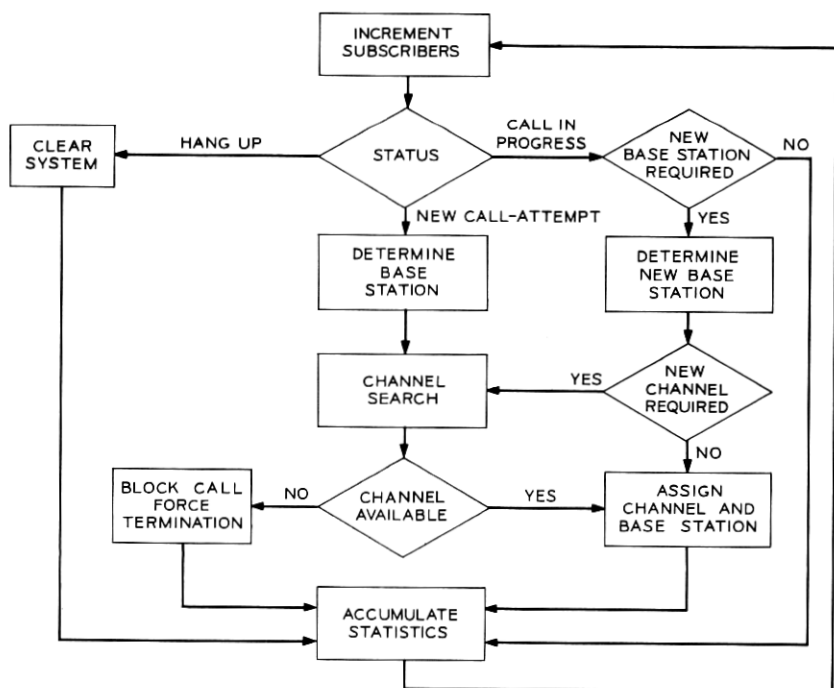 INCREMENT
SUBSCRIBERS
CLEAR
SYSTEM
HANG UP
STATUS
CALL IN
PROGRESS
NEW
BASE STATION
REQUIRED
NO
NEW CALL-ATTEMPT
YES
DETERMINE
BASE
STATION
DETERMINE
NEW BASE
STATION
CHANNEL
SEARCH
YES
NEW
CHANNEL
REQUIRED
NO
BLOCK CALL
FORCE
TERMINATION
NO
CHANNEL
AVAILABLE
YES
ASSIGN
CHANNEL AND
BASE STATION
ACCUMULATE
STATISTICS